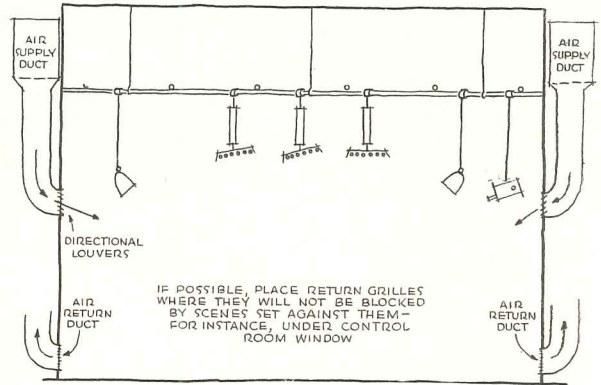 AIR
SUPPLY
DUCT
AIR
SUPPLY
DUCT
DIRECTIONAL
LOUVERS
IF POSSIBLE, PLACE RETURN GRILLES
WHERE THEY WILL NOT BE BLOCKED
BY SCENES SET AGAINST THEM-
FOR INSTANCE, UNDER CONTROL
ROOM WINDOW
AIR
RETURN
DUCT
AIR
RETURN
DUCT